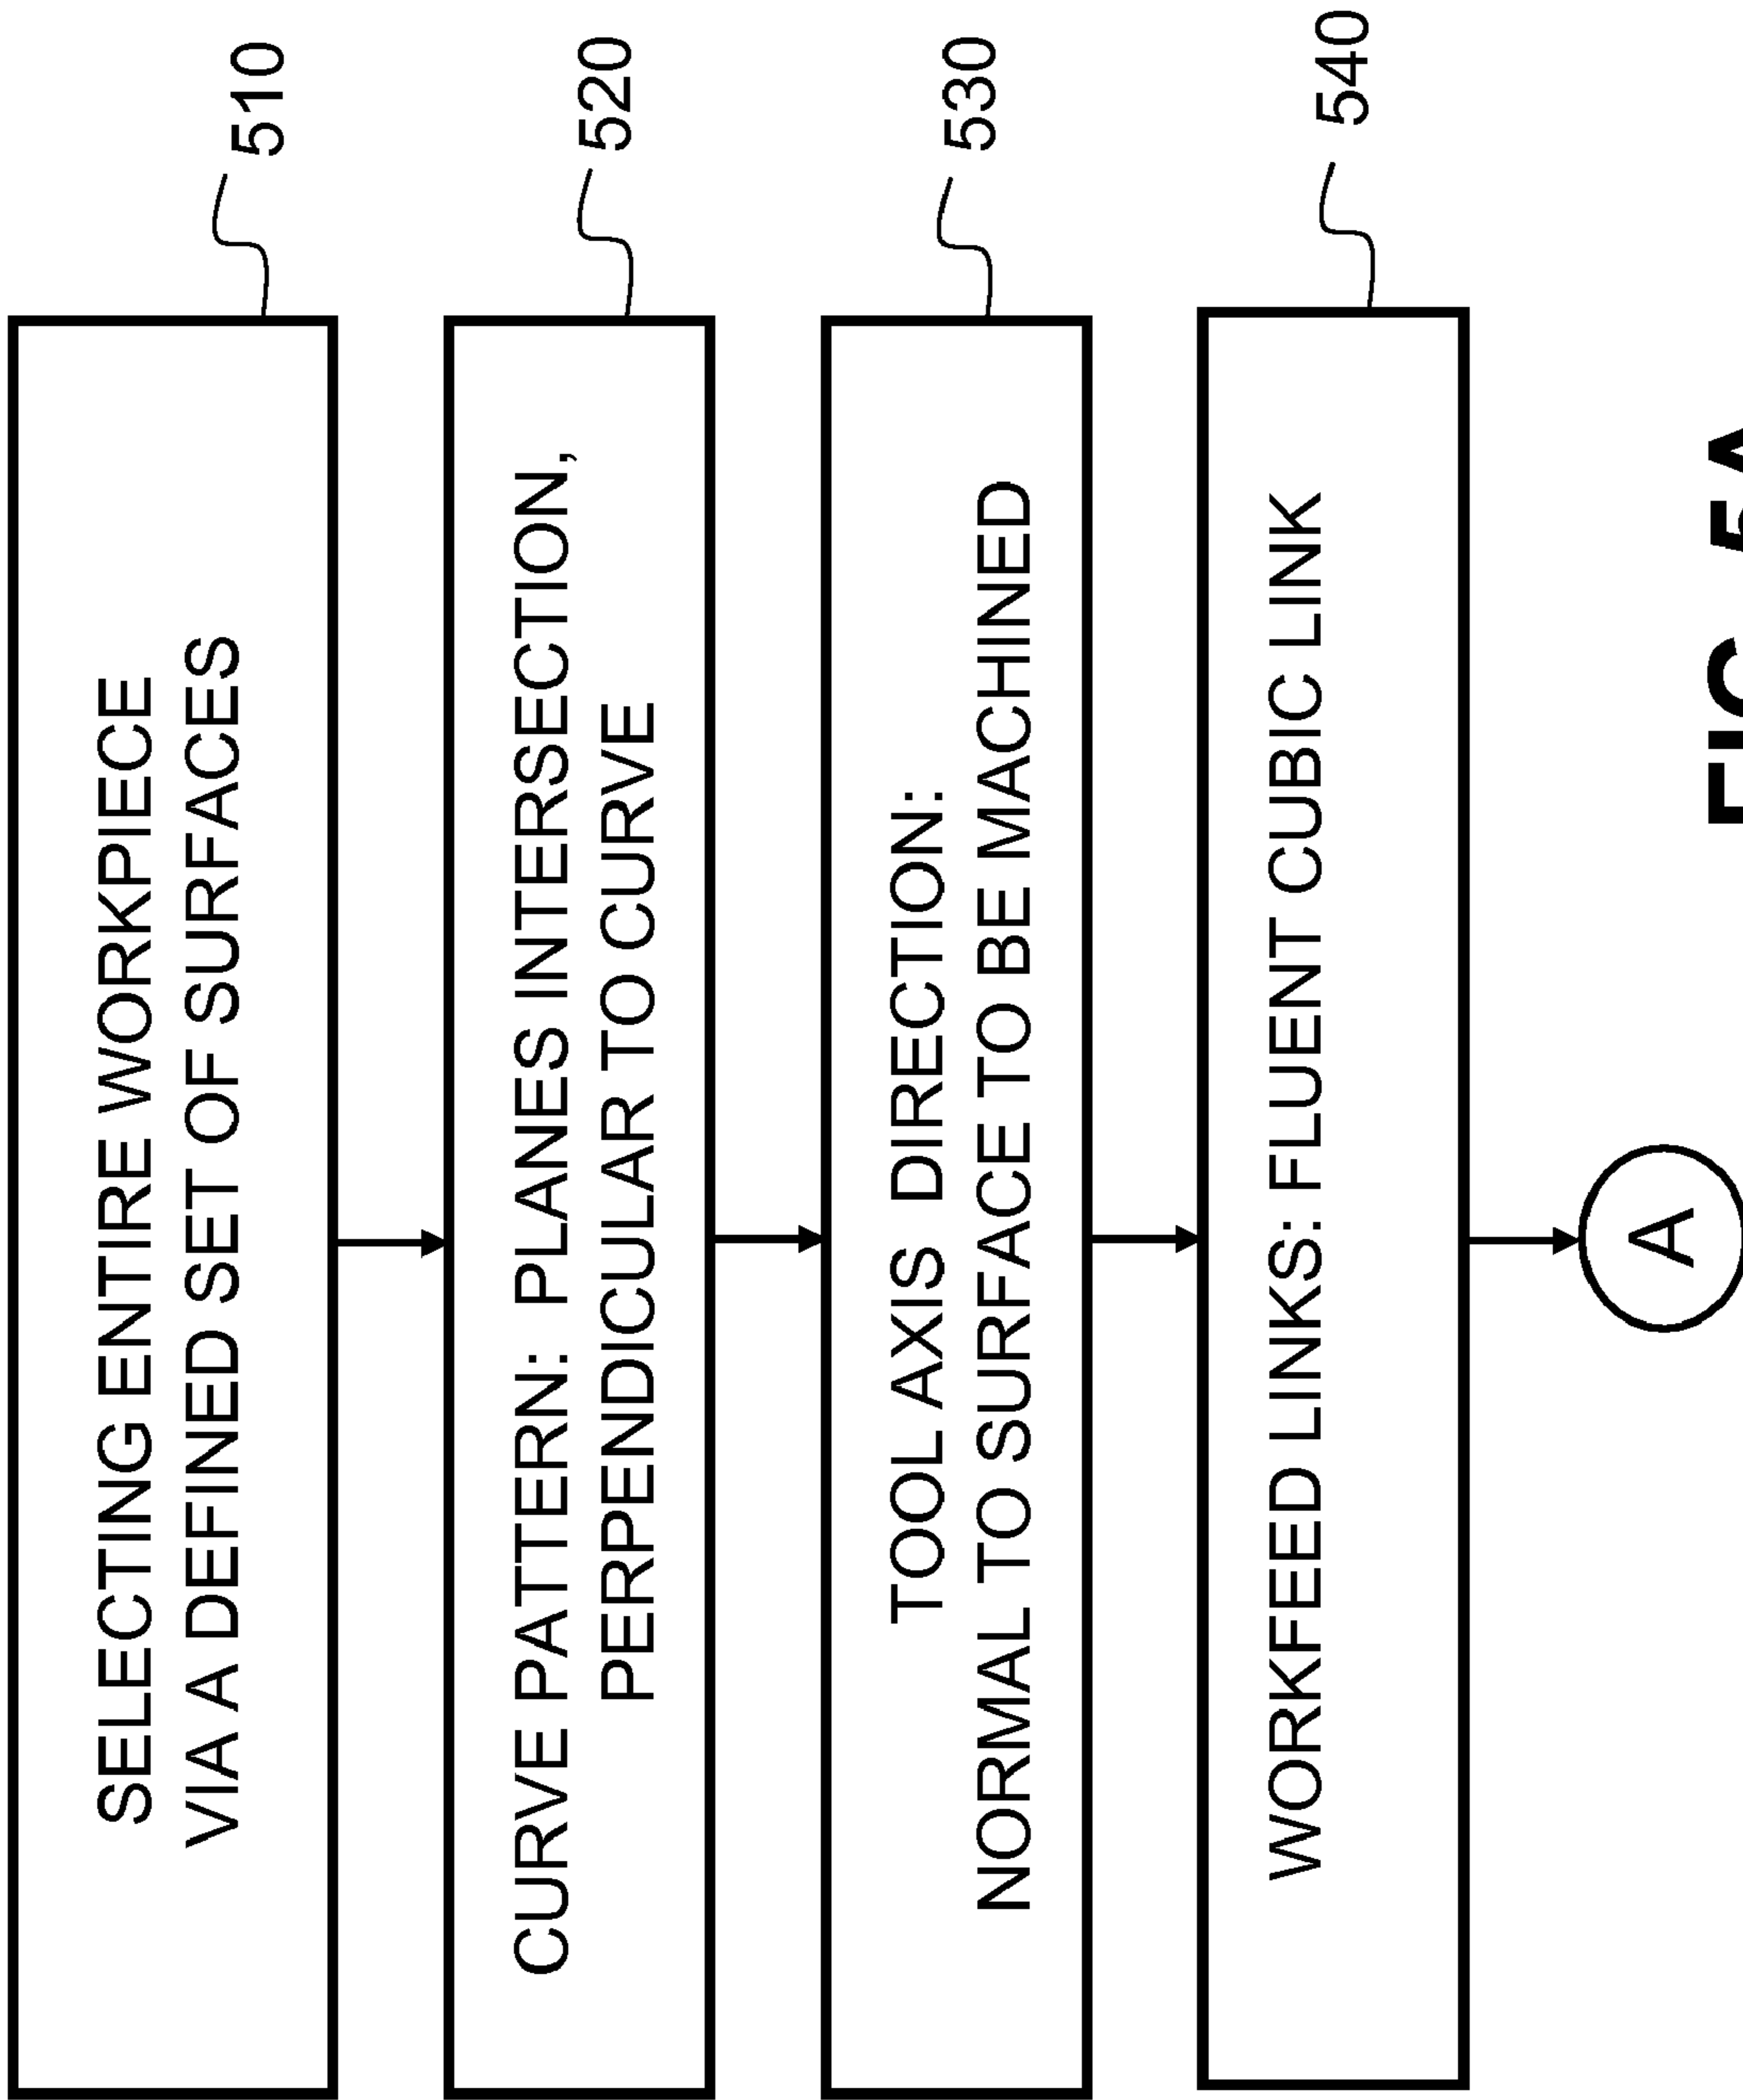 SELECTING ENTIRE WORKPIECE
VIA A DEFINED SET OF SURFACES
510
CURVE PATTERN: PLANES INTERSECTION,
PERPENDICULAR TO CURVE
520
TOOL AXIS DIRECTION:
NORMAL TO SURFACE TO BE MACHINED
530
WORKFEED LINKS: FLUENT CUBIC LINK
540
A